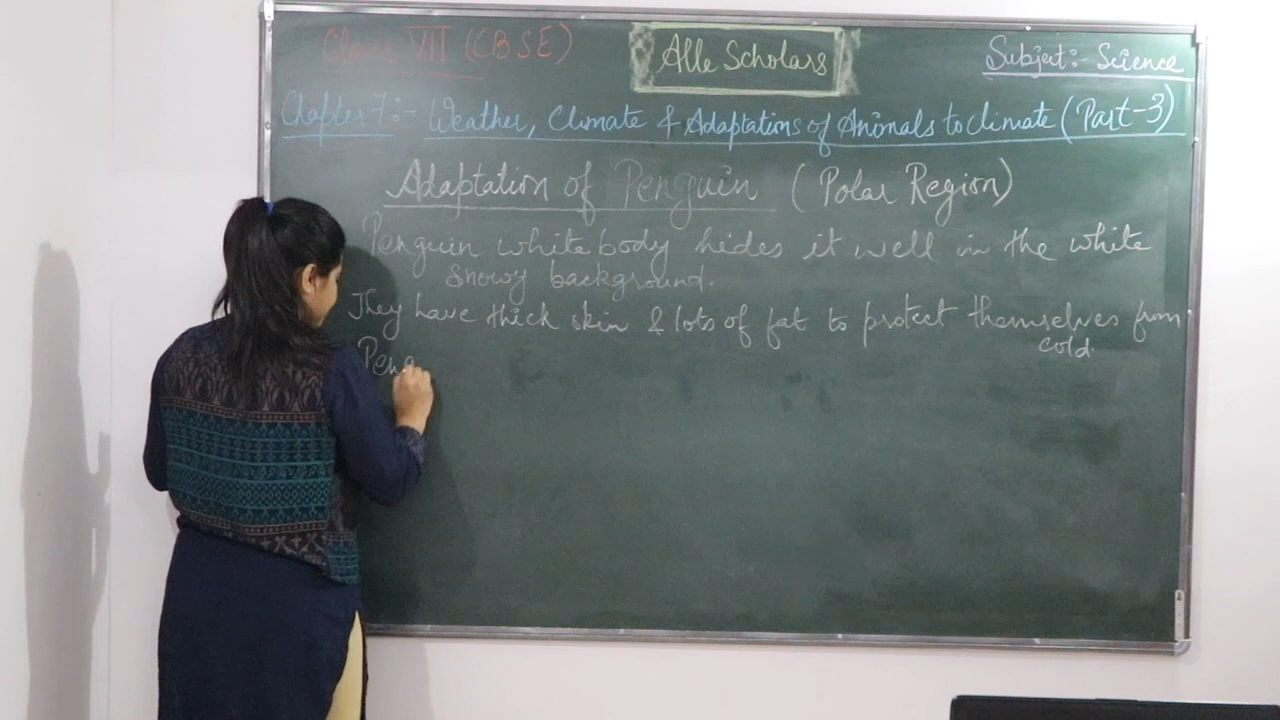 Class VII (CBSE)
Alle Scholars
Subject:- Science
Chapter 7:- Weather, Climate & Adaptations of Animals to Climate (Part-3)
Adaptation of Penguin (Polar Region)
Penguin white body hides it well in the white
snowy background.
They have thick skin & lots of fat to protect themselves from
cold.
Peng